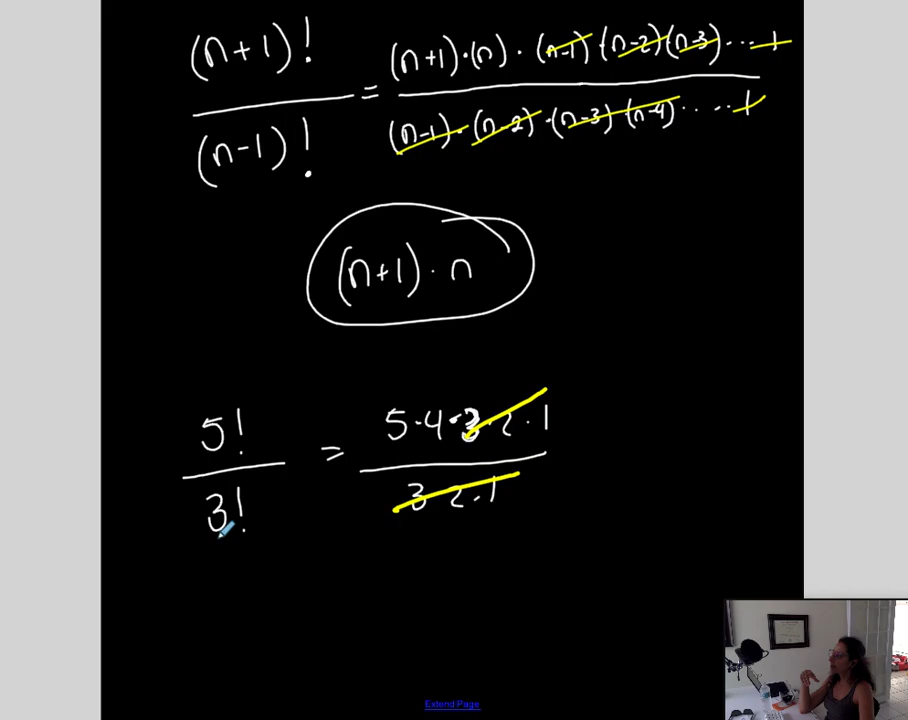 (n+1)! / (n-1)! = (n+1)·(n)·(n-1)(n-2)(n-3)···1 / (n-1)·(n-2)·(n-3)(n-4)·····1
(n+1)·n
5! / 3! = 5·4·3·2·1 / 3·2·1
Extend Page